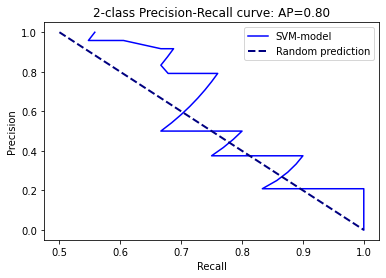 2-class Precision-Recall curve: AP=0.80
SVM-model
Random prediction
Precision
1.0
0.8
0.6
0.4
0.2
0.0
0.5 0.6 0.7 0.8 0.9 1.0
Recall